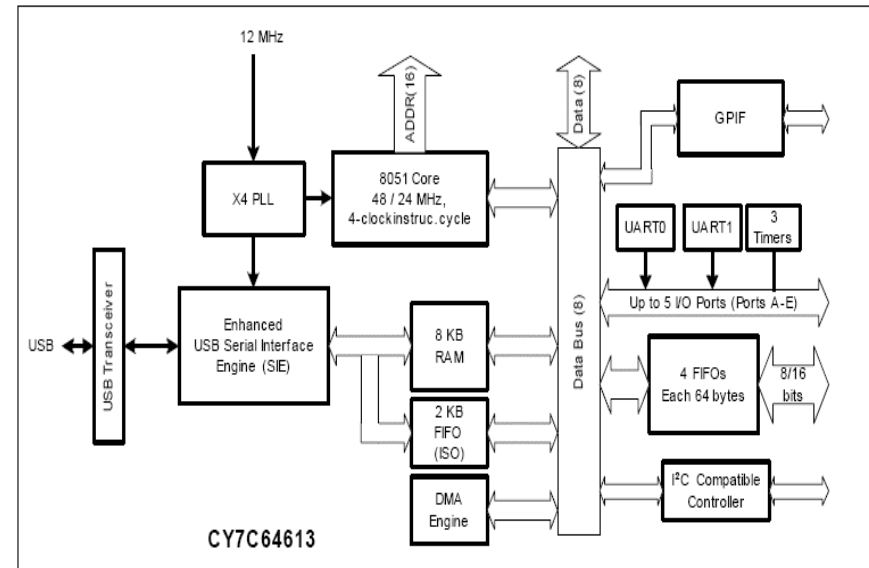 12 MHz
ADDR(16)
Data (8)
GPIF
X4 PLL
8051 Core
48 / 24 MHz,
4-clockinstruc.cycle
UART0
UART1
3
Timers
Up to 5 I/O Ports (Ports A-E)
USB
USB Transceiver
Enhanced
USB Serial Interface
Engine (SIE)
8 KB
RAM
Data Bus (8)
4 FIFOs
Each 64 bytes
8/16
bits
2 KB
FIFO
(ISO)
I²C Compatible
Controller
DMA
Engine
CY7C64613